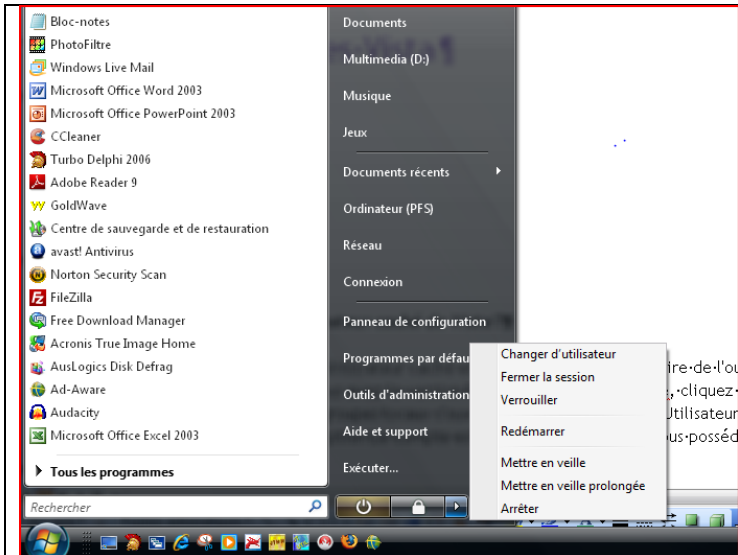 Bloc-notes
PhotoFiltre
Windows Live Mail
Microsoft Office Word 2003
Microsoft Office PowerPoint 2003
CCleaner
Turbo Delphi 2006
Adobe Reader 9
GoldWave
Centre de sauvegarde et de restauration
avast! Antivirus
Norton Security Scan
FileZilla
Free Download Manager
Acronis True Image Home
AusLogics Disk Defrag
Ad-Aware
Audacity
Microsoft Office Excel 2003
Tous les programmes
Rechercher
Documents
Multimedia (D:)
Musique
Jeux
Documents récents
Ordinateur (PFS)
Réseau
Connexion
Panneau de configuration
Programmes par défau
Outils d'administration
Aide et support
Exécuter...
Changer d'utilisateur
Fermer la session
Verrouiller
Redémarrer
Mettre en veille
Mettre en veille prolongée
Arrêter
ire·de·l'ou
,·cliquez·
Utilisateur
us·posséd